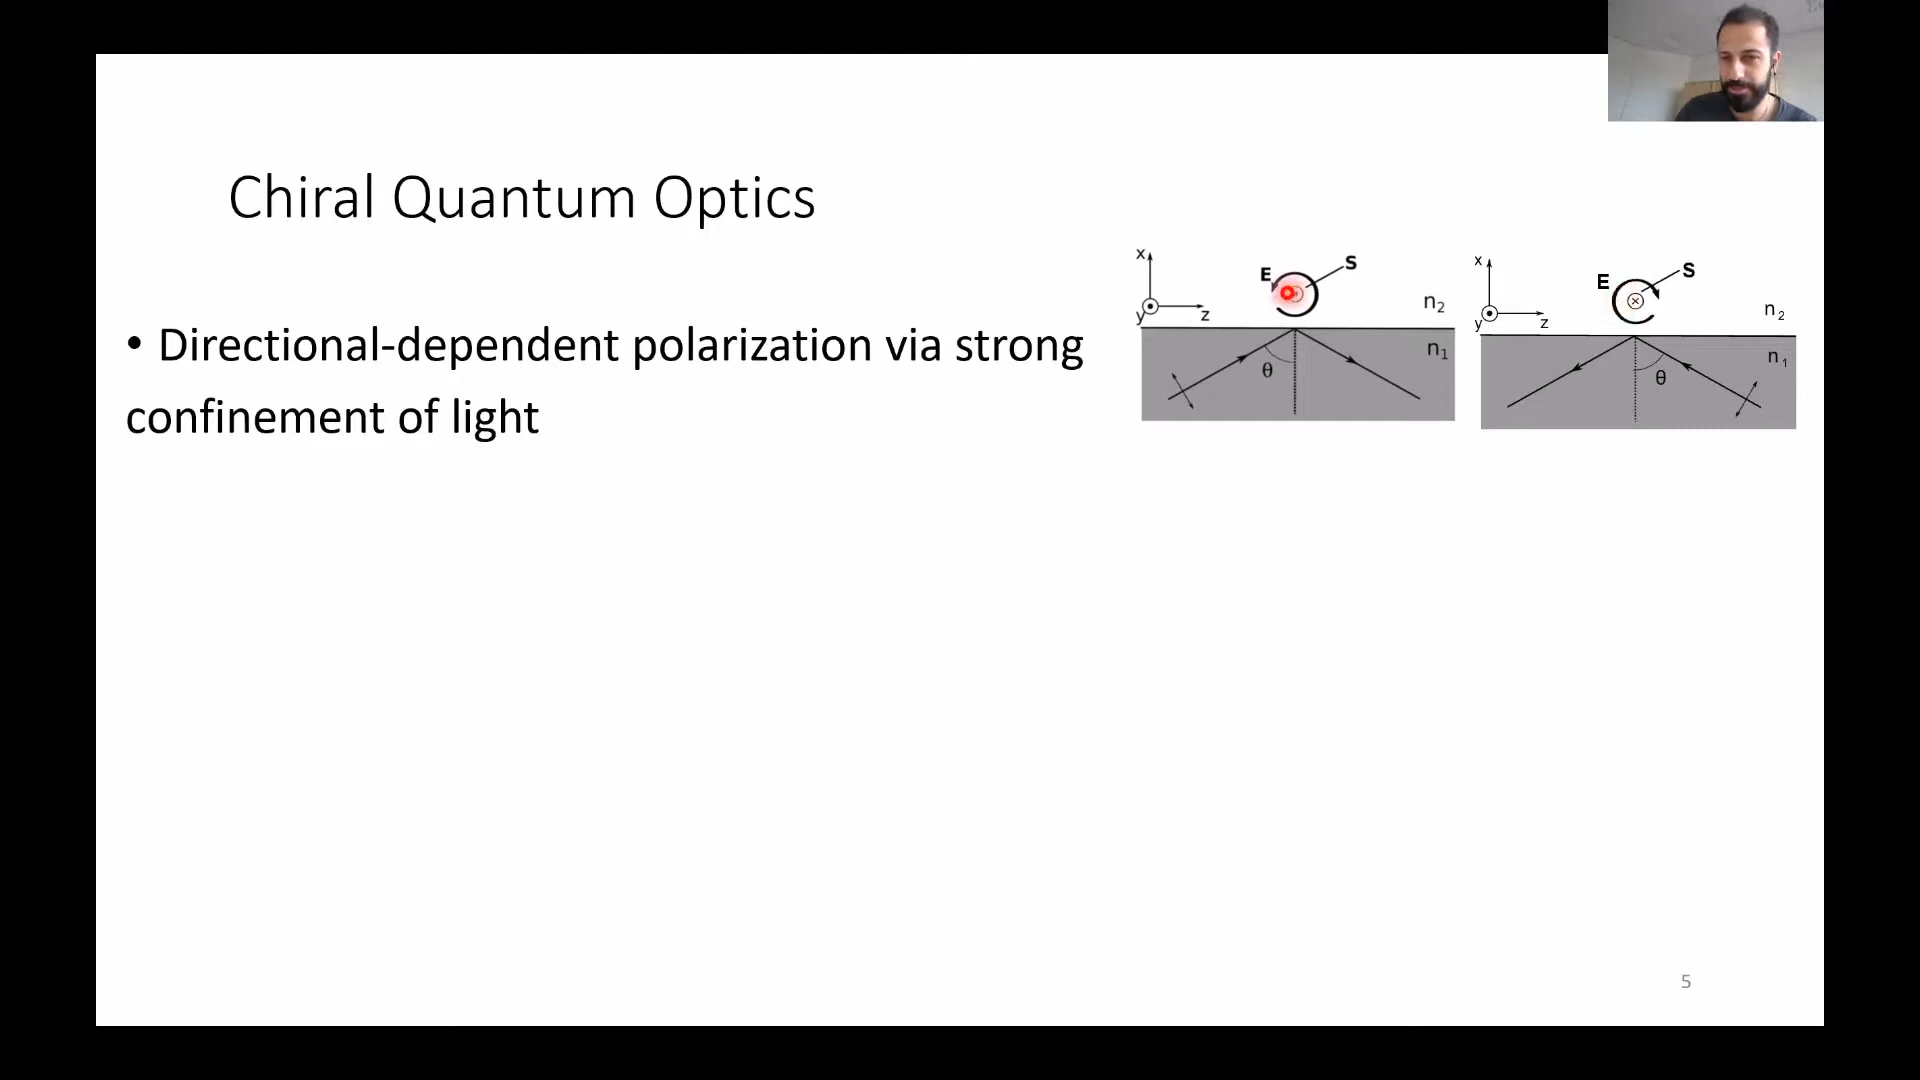 Chiral Quantum Optics
• Directional-dependent polarization via strong
confinement of light
x
y
z
E
S
n₂
n₁
θ
x
y
z
E
S
n₂
n₁
θ
5